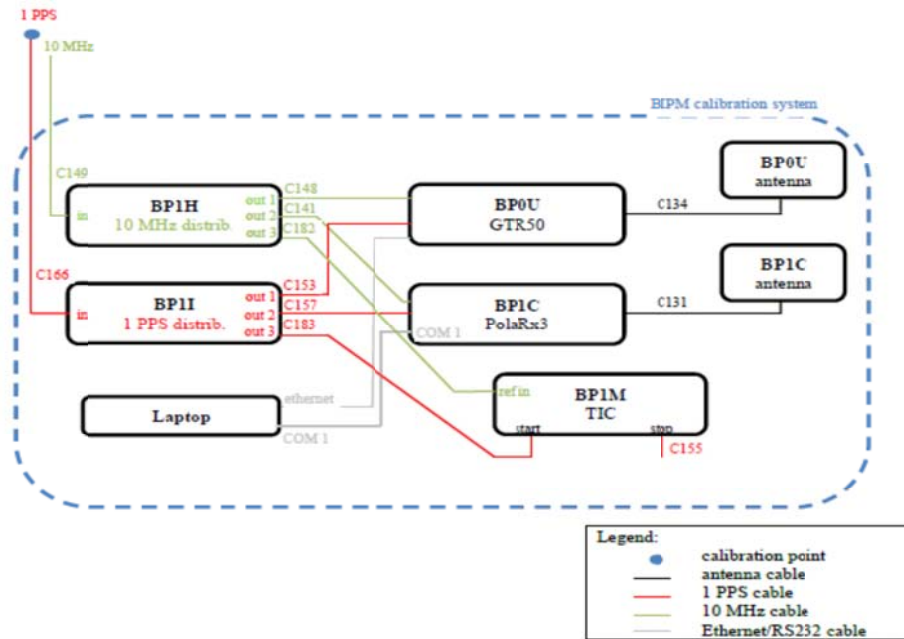 1 PPS
10 MHz
BIPM calibration system
BP0U
antenna
C149
C148
BP1H
out 1
in
10 MHz distrib.
out 2
C141
out 3
C182
BP0U
GTR50
C134
BP1C
antenna
C166
C153
BP1I
out 1
in
1 PPS distrib.
out 2
C157
out 3
C183
BP1C
PolaRx3
COM 1
C131
ref in
BP1M
TIC
start
stop
C155
Laptop
ethernet
COM 1
Legend:
calibration point
antenna cable
1 PPS cable
10 MHz cable
Ethernet/RS232 cable